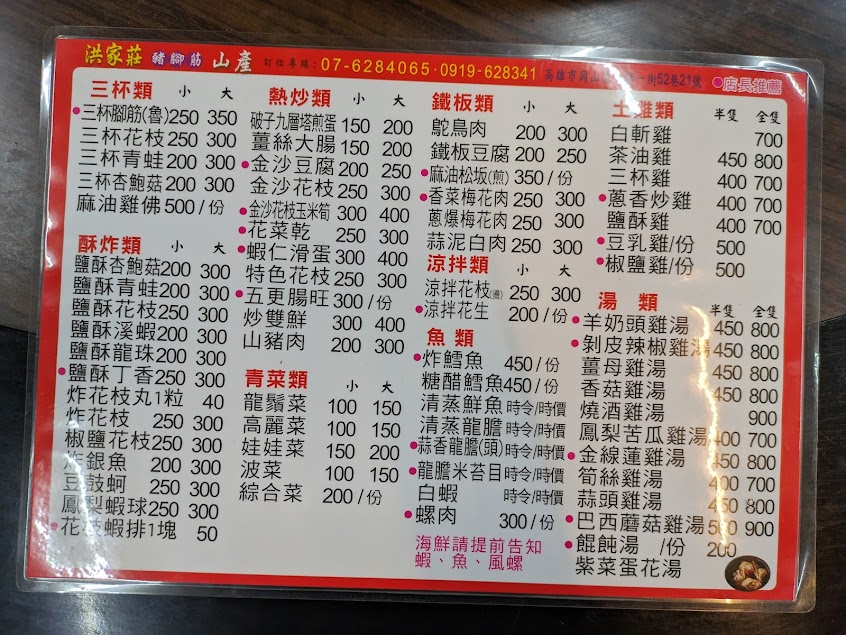 洪家莊 豬腳筋 山產 訂位專線:07-6284065·0919-628341 高雄市岡山 一街52巷21號 ●店長推薦
三杯類 小 大
●三杯腳筋(魯) 250 350
三杯花枝 250 300
三杯青蛙 200 300
三杯杏鮑菇 200 300
麻油雞佛 500/份
酥炸類 小 大
鹽酥杏鮑菇 200 300
鹽酥青蛙 200 300
鹽酥花枝 250 300
鹽酥溪蝦 200 300
鹽酥龍珠 200 300
●鹽酥丁香 250 300
炸花枝丸1粒 40
炸花枝 250 300
椒鹽花枝 250 300
炸銀魚 200 300
豆鼓蚵 250 300
鳳梨蝦球 250 300
●花枝蝦排1塊 50
熱炒類 小 大
破子九層塔煎蛋 150 200
薑絲大腸 150 200
●金沙豆腐 200 250
金沙花枝 250 300
●金沙花枝玉米筍 300 400
●花菜乾 250 300
●蝦仁滑蛋 300 400
特色花枝 250 300
●五更腸旺 300/份
炒雙鮮 300 400
山豬肉 200 300
青菜類 小 大
龍鬚菜 100 150
高麗菜 100 150
娃娃菜 150 200
波菜 100 150
綜合菜 200/份
鐵板類 小 大
鴕鳥肉 200 300
鐵板豆腐 200 250
●麻油松坂(煎) 350/份
●香菜梅花肉 250 300
蔥爆梅花肉 250 300
蒜泥白肉 250 300
涼拌類 小 大
涼拌花枝(燙) 250 300
●涼拌花生 200/份
魚類
●炸鱈魚 450/份
糖醋鱈魚 450/份
清蒸鮮魚 時令/時價
清蒸龍膽 時令/時價
●蒜香龍膽(頭) 時令/時價
●龍膽米苔目 時令/時價
白蝦 時令/時價
●螺肉 300/份
海鮮請提前告知
蝦、魚、風螺
土雞類 半隻 全隻
白斬雞 700
茶油雞 450 800
三杯雞 400 700
●蔥香炒雞 400 700
鹽酥雞 400 700
●豆乳雞/份 500
●椒鹽雞/份 500
湯類 半隻 全隻
●羊奶頭雞湯 450 800
●剝皮辣椒雞湯 450 800
薑母雞湯 450 800
香菇雞湯 450 800
燒酒雞湯 900
鳳梨苦瓜雞湯 400 700
●金線蓮雞湯 450 800
筍絲雞湯 400 700
蒜頭雞湯 450 800
●巴西蘑菇雞湯 500 900
●餛飩湯 /份 200
紫菜蛋花湯